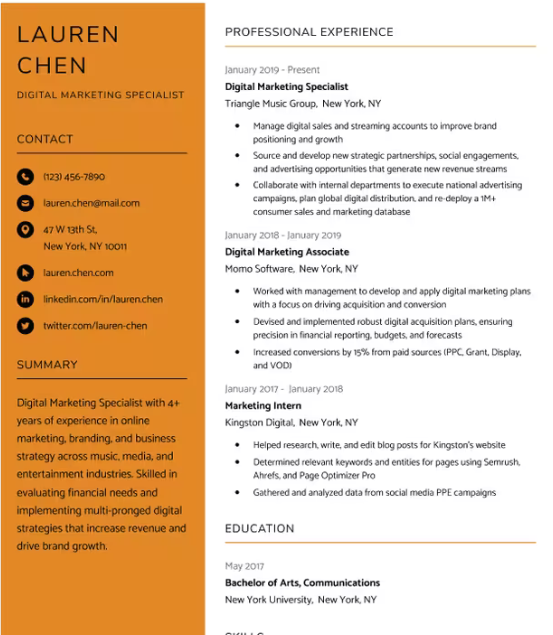 LAUREN
CHEN
DIGITAL MARKETING SPECIALIST
CONTACT
(123) 456-7890
lauren.chen@mail.com
47 W 13th St,
New York, NY 10011
lauren.chen.com
linkedin.com/in/lauren.chen
twitter.com/lauren-chen
SUMMARY
Digital Marketing Specialist with 4+
years of experience in online
marketing, branding, and business
strategy across music, media, and
entertainment industries. Skilled in
evaluating financial needs and
implementing multi-pronged digital
strategies that increase revenue and
drive brand growth.
PROFESSIONAL EXPERIENCE
January 2019 - Present
Digital Marketing Specialist
Triangle Music Group, New York, NY
● Manage digital sales and streaming accounts to improve brand
positioning and growth
● Source and develop new strategic partnerships, social engagements,
and advertising opportunities that generate new revenue streams
● Collaborate with internal departments to execute national advertising
campaigns, plan global digital distribution, and re-deploy a 1M+
consumer sales and marketing database
January 2018 - January 2019
Digital Marketing Associate
Momo Software, New York, NY
● Worked with management to develop and apply digital marketing plans
with a focus on driving acquisition and conversion
● Devised and implemented robust digital acquisition plans, ensuring
precision in financial reporting, budgets, and forecasts
● Increased conversions by 15% from paid sources (PPC, Grant, Display,
and VOD)
January 2017 - January 2018
Marketing Intern
Kingston Digital, New York, NY
● Helped research, write, and edit blog posts for Kingston's website
● Determined relevant keywords and entities for pages using Semrush,
Ahrefs, and Page Optimizer Pro
● Gathered and analyzed data from social media PPE campaigns
EDUCATION
May 2017
Bachelor of Arts, Communications
New York University, New York, NY